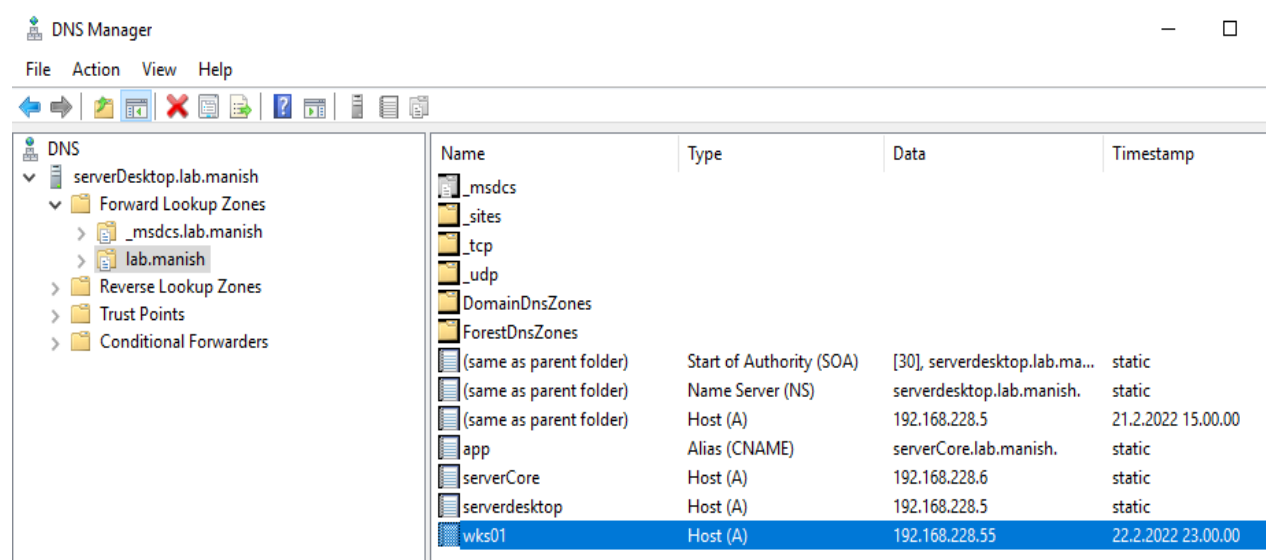 DNS Manager
File Action View Help
DNS
serverDesktop.lab.manish
Forward Lookup Zones
_msdcs.lab.manish
lab.manish
Reverse Lookup Zones
Trust Points
Conditional Forwarders
Name Type Data Timestamp
_msdcs
_sites
_tcp
_udp
DomainDnsZones
ForestDnsZones
(same as parent folder) Start of Authority (SOA) [30], serverdesktop.lab.ma... static
(same as parent folder) Name Server (NS) serverdesktop.lab.manish. static
(same as parent folder) Host (A) 192.168.228.5 21.2.2022 15.00.00
app Alias (CNAME) serverCore.lab.manish. static
serverCore Host (A) 192.168.228.6 static
serverdesktop Host (A) 192.168.228.5 static
wks01 Host (A) 192.168.228.55 22.2.2022 23.00.00